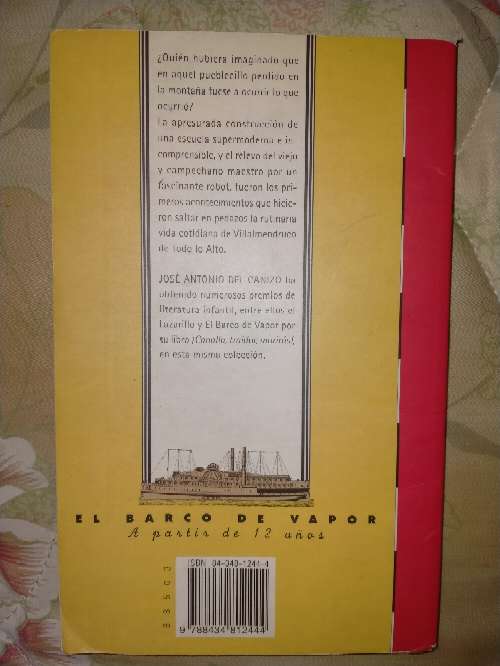 ¿Quién hubiera imaginado que
en aquel pueblecillo perdido en
la montaña fuese a ocurrir lo que
ocurrió?
La apresurada construcción de
una escuela supermoderna e in-
comprensible, y el relevo del viejo
y campechano maestro por un
fascinante robot, fueron los pri-
meros acontecimientos que hicie-
ron saltar en pedazos la rutinaria
vida cotidiana de Villalmendruco
de Todo lo Alto.
JOSÉ ANTONIO DEL CAÑIZO ha
obtenido numerosos premios de
literatura infantil, entre ellos el
Lazarillo y El Barco de Vapor por
su libro ¡Canalla, traidor, morirás!,
en esta misma colección.
EL BARCO DE VAPOR
A partir de 12 años
ISBN 84-348-1244-4
9 788434 812444